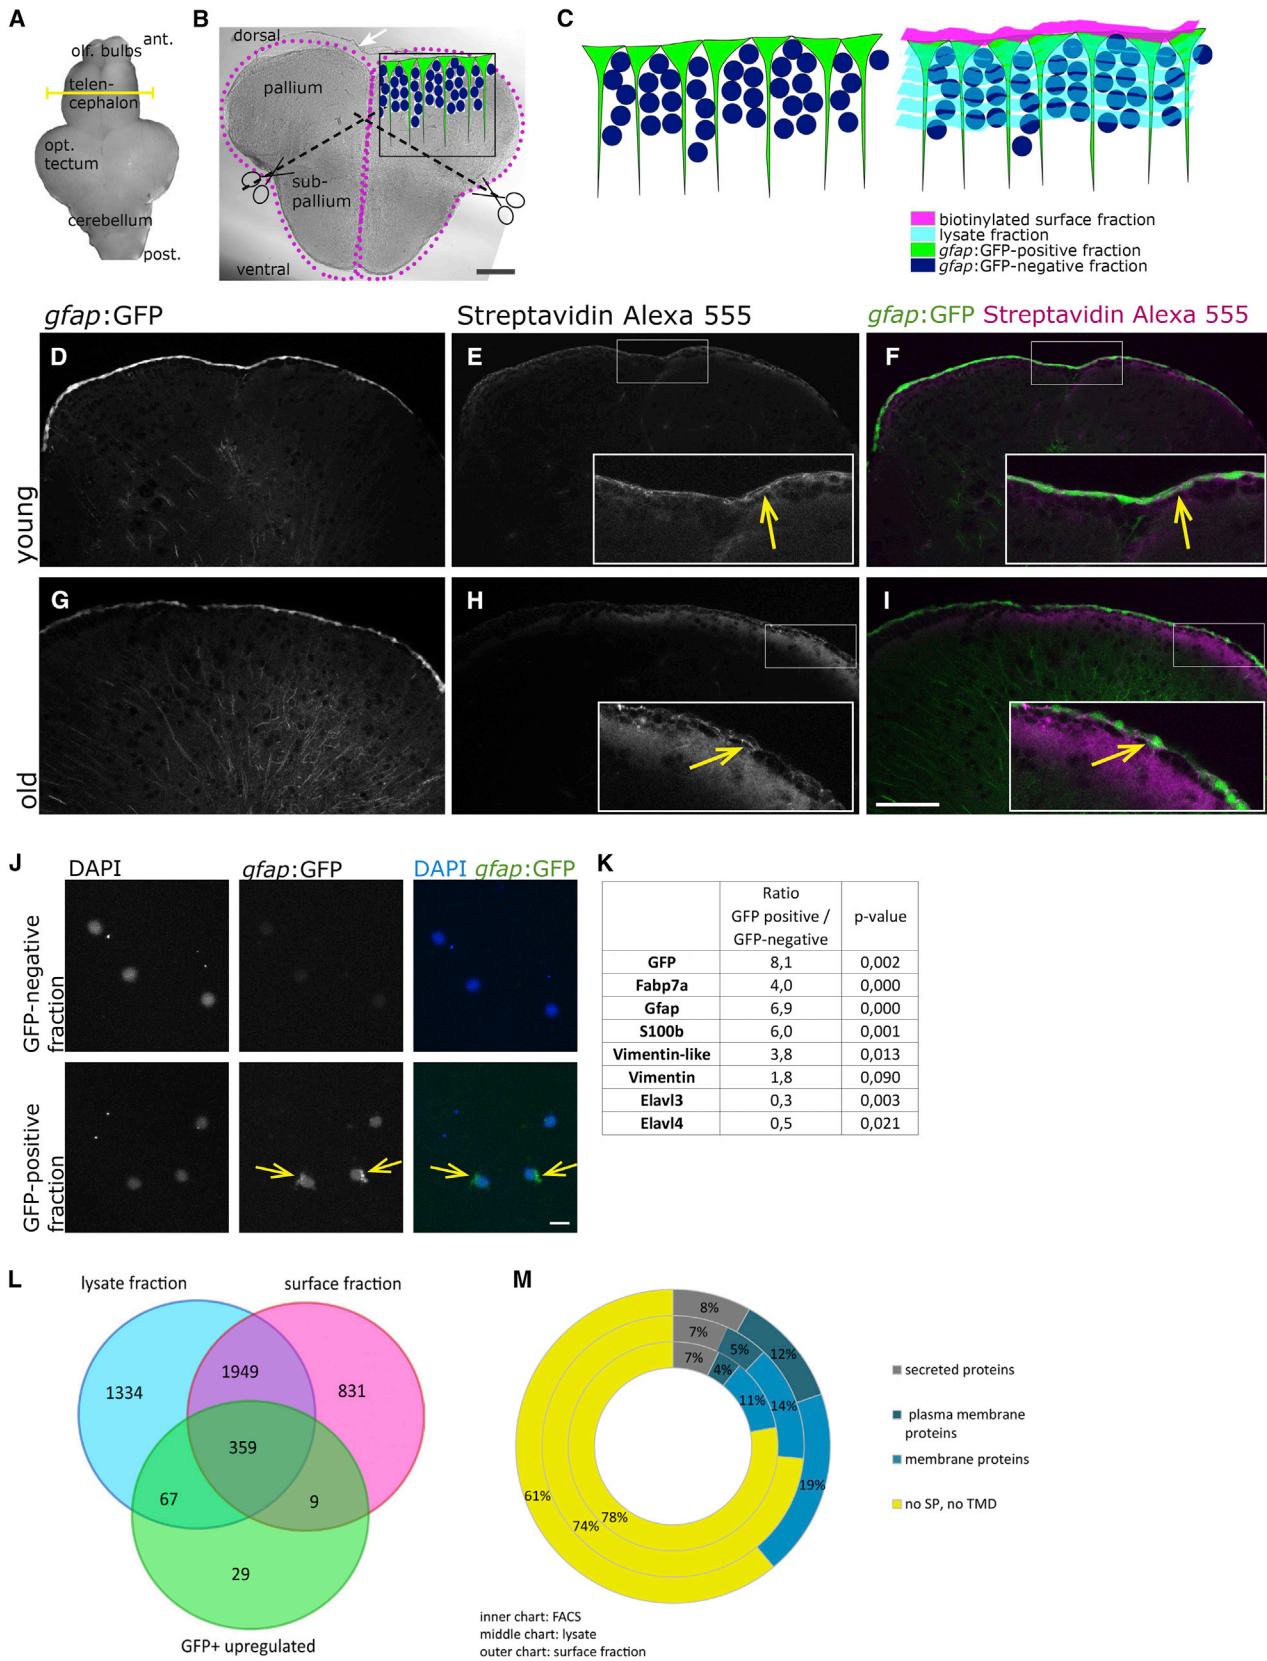 A
olf. bulbs
ant.
telen-
cephalon
opt.
tectum
cerebellum
post.
B
dorsal
pallium
sub-
pallium
ventral
C
biotinylated surface fraction
lysate fraction
gfap:GFP-positive fraction
gfap:GFP-negative fraction
gfap:GFP
Streptavidin Alexa 555
gfap:GFP Streptavidin Alexa 555
young
D
E
F
old
G
H
I
J
DAPI
gfap:GFP
DAPI gfap:GFP
GFP-negative
fraction
GFP-positive
fraction
K
Ratio
GFP positive /
GFP-negative
p-value
GFP 8,1 0,002
Fabp7a 4,0 0,000
Gfap 6,9 0,000
S100b 6,0 0,001
Vimentin-like 3,8 0,013
Vimentin 1,8 0,090
Elavl3 0,3 0,003
Elavl4 0,5 0,021
L
lysate fraction
surface fraction
1334
1949
831
359
67
9
29
GFP+ upregulated
M
8%
7%
7%
12%
5%
4%
19%
14%
11%
61%
74%
78%
secreted proteins
plasma membrane
proteins
membrane proteins
no SP, no TMD
inner chart: FACS
middle chart: lysate
outer chart: surface fraction